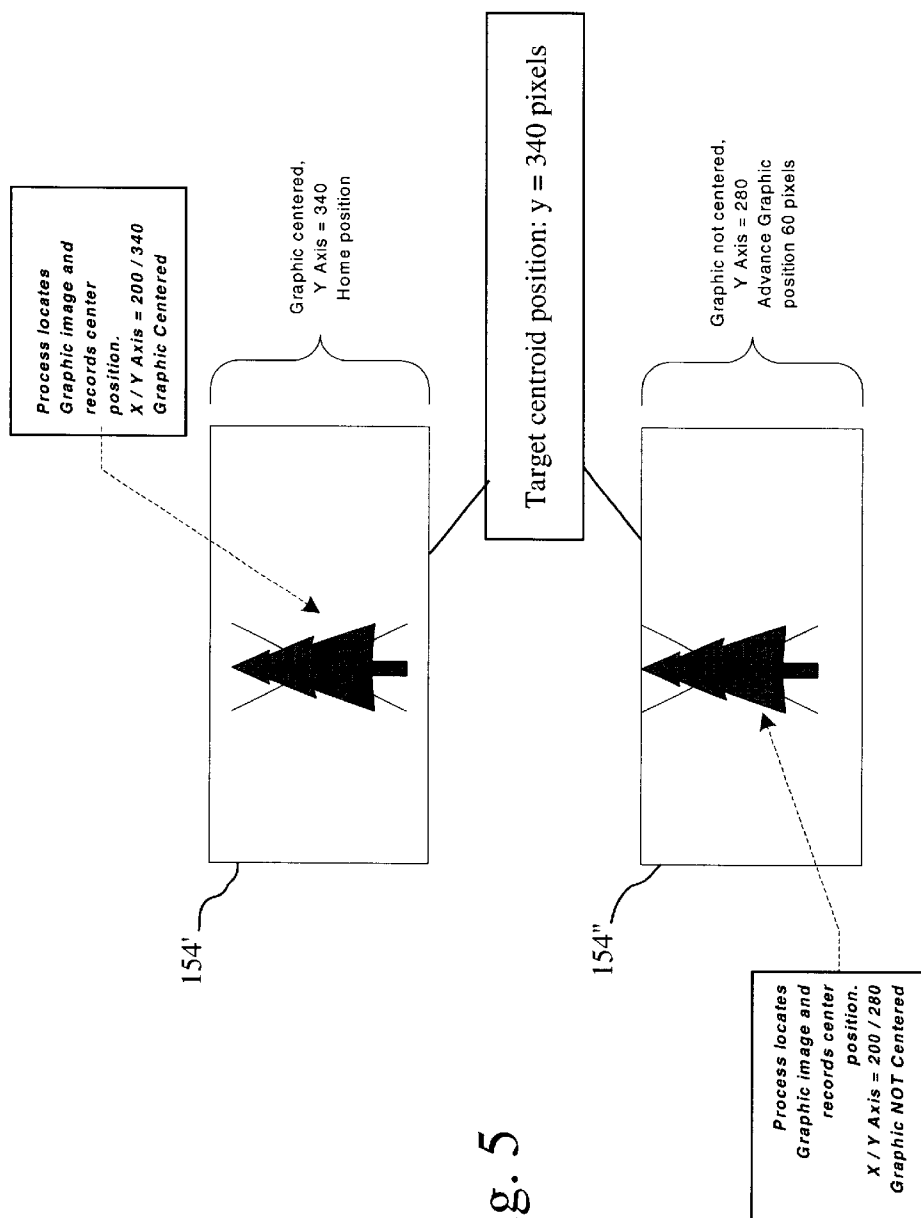 Process locates
Graphic image and
records center
position.
X / Y Axis = 200 / 340
Graphic Centered
Graphic centered,
Y Axis = 340
Home position
154'
Target centroid position: y = 340 pixels
Graphic not centered,
Y Axis = 280
Advance Graphic
position 60 pixels
154"
Process locates
Graphic image and
records center
position.
X / Y Axis = 200 / 280
Graphic NOT Centered
g. 5